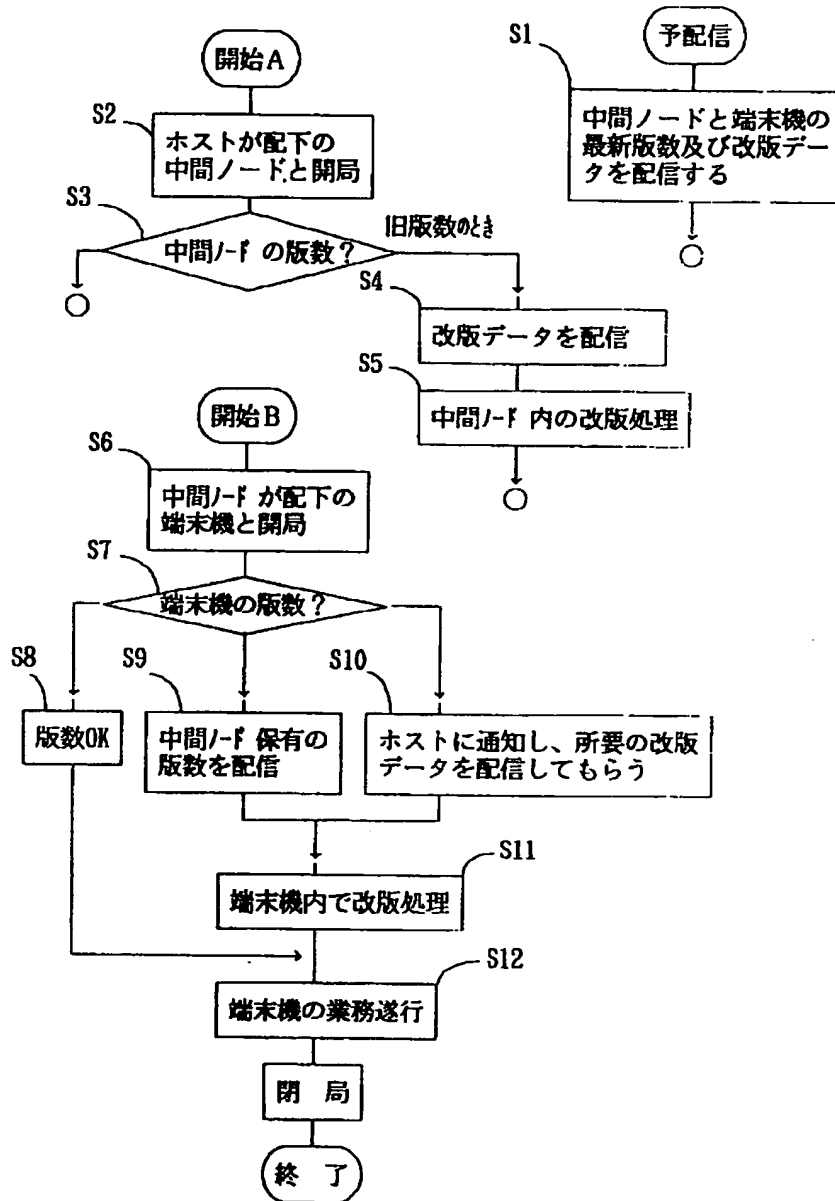 開始A
S2
ホストが配下の
中間ノードと開局
S3
中間ノード の版数？
旧版数のとき
S4
改版データを配信
S5
中間ノード 内の改版処理
S1
予配信
中間ノードと端末機の
最新版数及び改版デー
タを配信する
開始B
S6
中間ノード が配下の
端末機と開局
S7
端末機の版数？
S8
版数OK
S9
中間ノード 保有の
版数を配信
S10
ホストに通知し、所要の改版
データを配信してもらう
S11
端末機内で改版処理
S12
端末機の業務遂行
閉 局
終 了